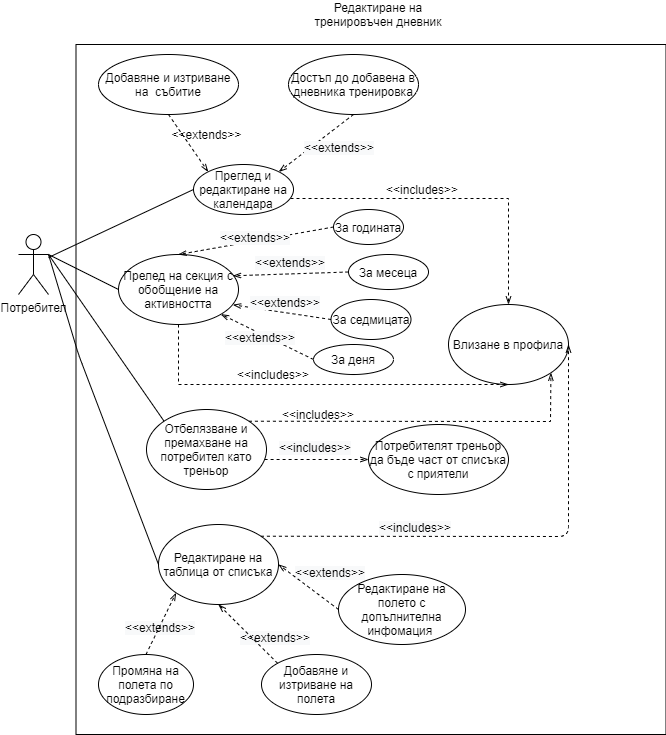 Редактиране на
тренировъчен дневник
Добавяне и изтриване
на събитие
Достъп до добавена в
дневника тренировка
<<extends>>
<<extends>>
Преглед и
редактиране на
календара
<<includes>>
За годината
<<extends>>
Прелед на секция с
обобщение на
активността
<<extends>>
За месеца
<<extends>>
За седмицата
<<extends>>
За деня
<<includes>>
Потребител
Влизане в профила
Отбелязване и
премахване на
потребител като
треньор
<<includes>>
<<includes>>
Потребителят треньор
да бъде част от списъка
с приятели
<<includes>>
Редактиране на
таблица от списъка
<<extends>>
Редактиране на
полето с
допълнителна
инфомация
<<extends>>
<<extends>>
Промяна на
полета по
подразбиране
Добавяне и
изтриване на
полета